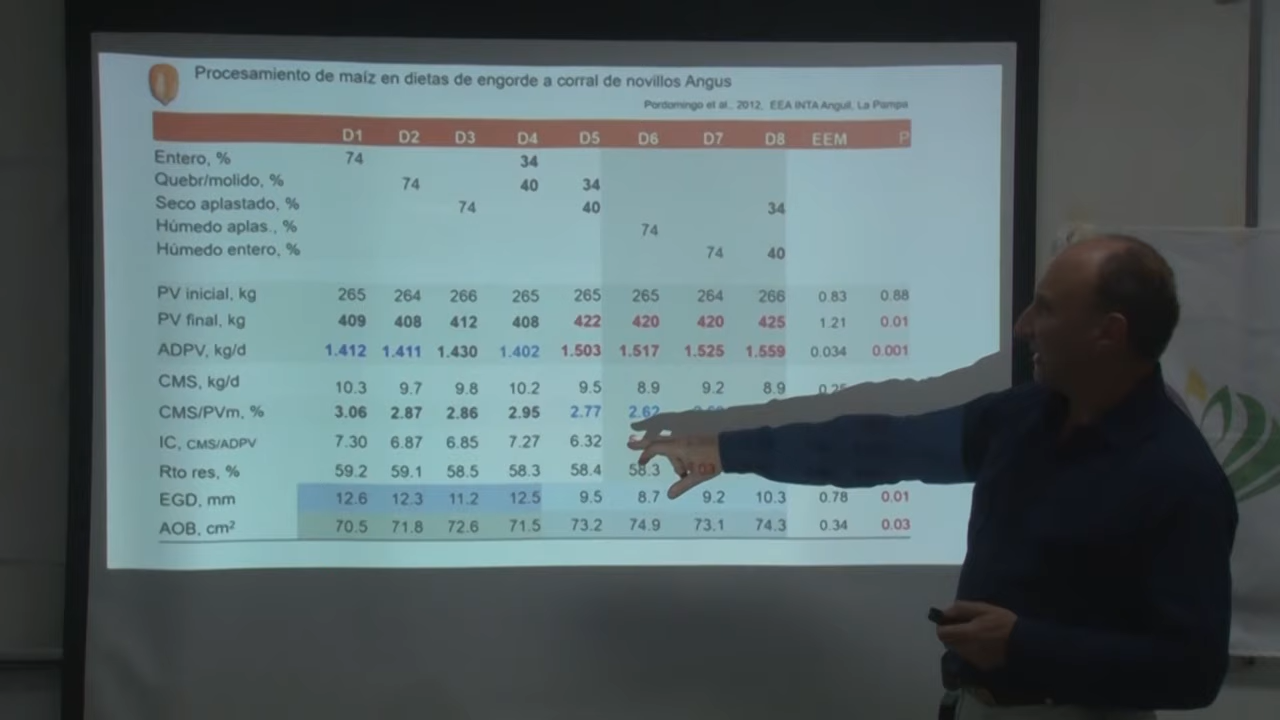 Procesamiento de maíz en dietas de engorde a corral de novillos Angus
Pordomingo et al., 2012, EEA INTA Anguil, La Pampa
D1 D2 D3 D4 D5 D6 D7 D8 EEM P
Entero, % 74 34
Quebr/molido, % 74 40 34
Seco aplastado, % 74 40 34
Húmedo aplas., % 74
Húmedo entero, % 74 40
PV inicial, kg 265 264 266 265 265 265 264 266 0.83 0.88
PV final, kg 409 408 412 408 422 420 420 425 1.21 0.01
ADPV, kg/d 1.412 1.411 1.430 1.402 1.503 1.517 1.525 1.559 0.034 0.001
CMS, kg/d 10.3 9.7 9.8 10.2 9.5 8.9 9.2 8.9
CMS/PVm, % 3.06 2.87 2.86 2.95 2.77 2.62
IC, CMS/ADPV 7.30 6.87 6.85 7.27 6.32
Rto res, % 59.2 59.1 58.5 58.3 58.4 58.3
EGD, mm 12.6 12.3 11.2 12.5 9.5 8.7 9.2 10.3 0.78 0.01
AOB, cm² 70.5 71.8 72.6 71.5 73.2 74.9 73.1 74.3 0.34 0.03